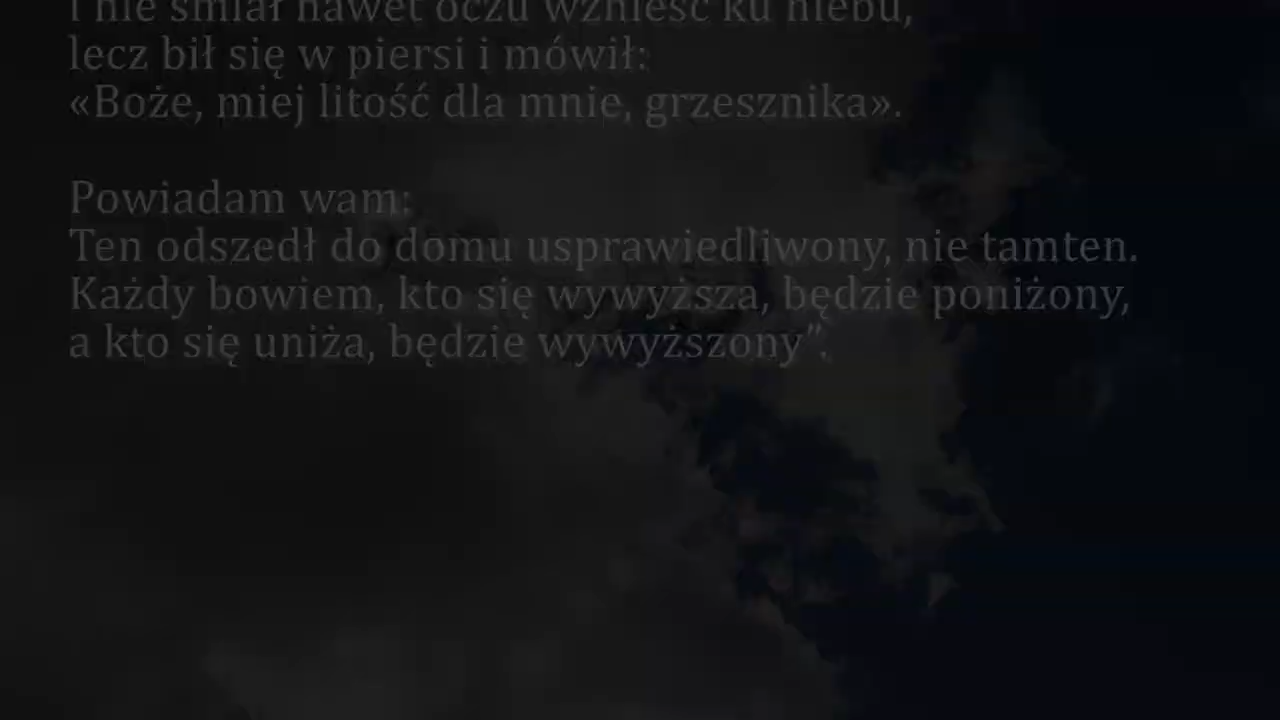 i nie śmiał nawet oczu wznieść ku niebu,
lecz bił się w piersi i mówił:
«Boże, miej litość dla mnie, grzesznika».
Powiadam wam:
Ten odszedł do domu usprawiedliwony, nie tamten.
Każdy bowiem, kto się wywyższa, będzie poniżony,
a kto się uniża, będzie wywyższony”.